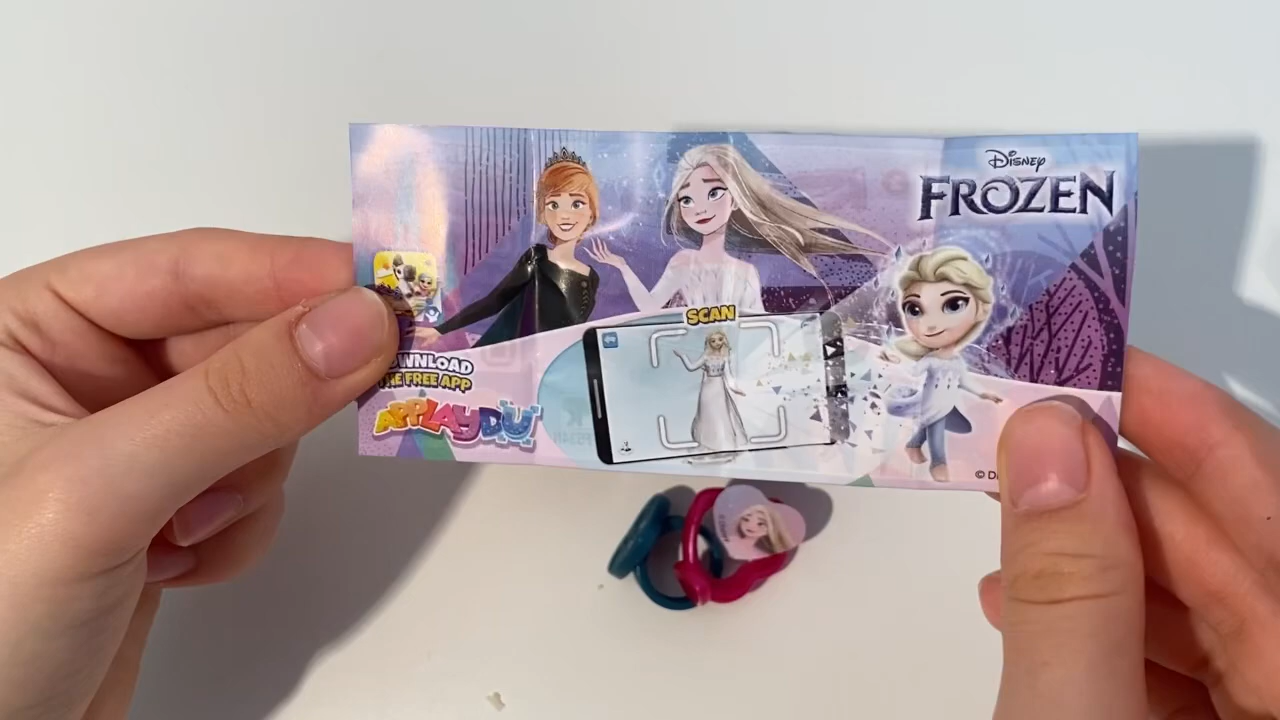 Disney
FROZEN
SCAN
DOWNLOAD
THE FREE APP
APPLAYDU
© D